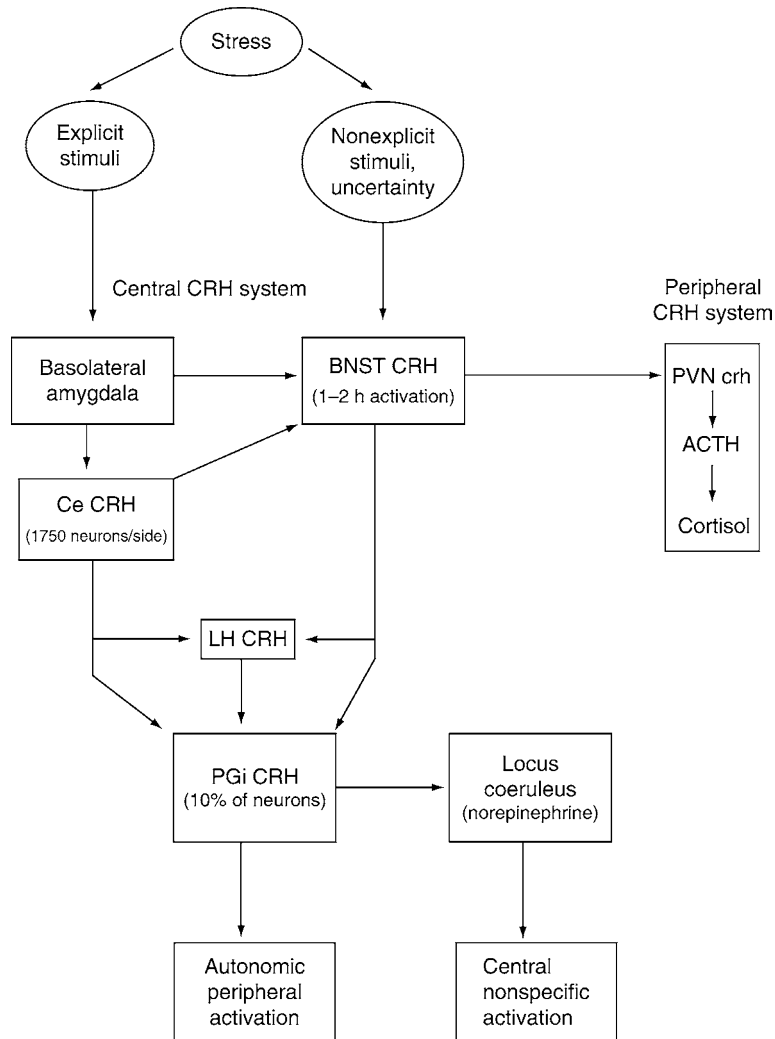 Stress
Explicit
stimuli
Nonexplicit
stimuli,
uncertainty
Central CRH system
Peripheral
CRH system
Basolateral
amygdala
BNST CRH
(1–2 h activation)
PVN crh
ACTH
Cortisol
Ce CRH
(1750 neurons/side)
LH CRH
PGi CRH
(10% of neurons)
Locus
coeruleus
(norepinephrine)
Autonomic
peripheral
activation
Central
nonspecific
activation